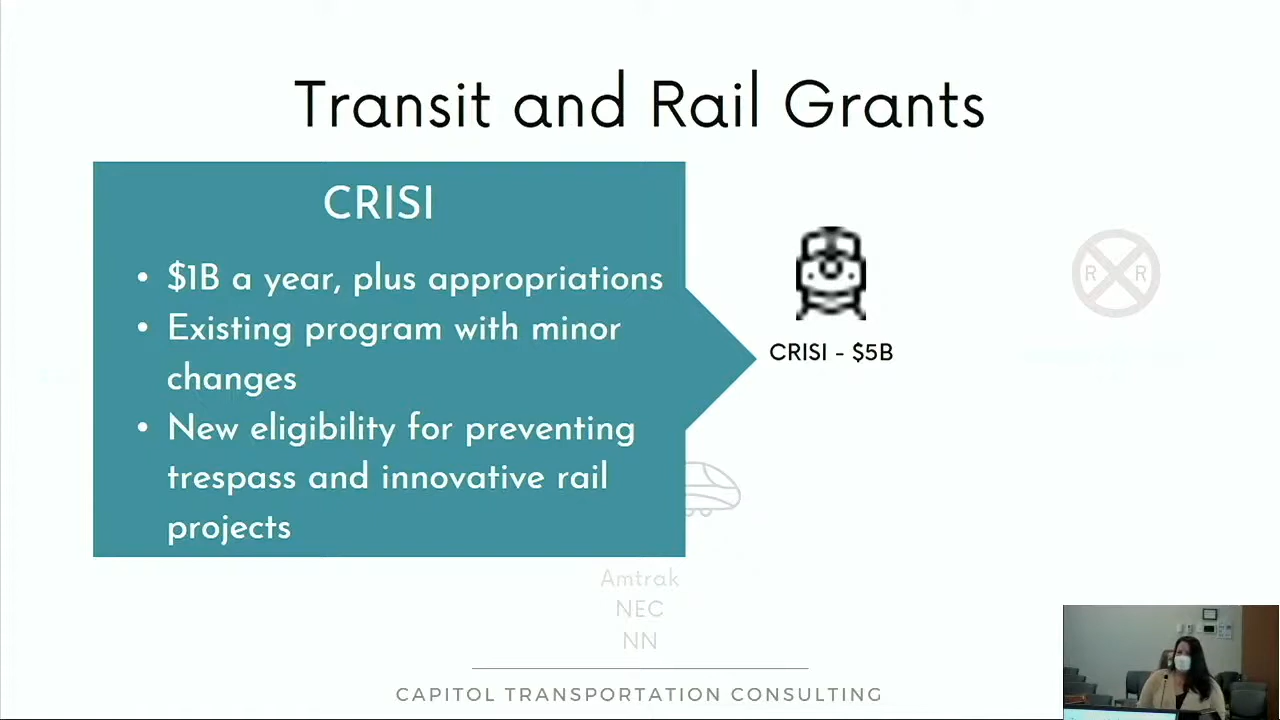 Transit and Rail Grants
CRISI
• $1B a year, plus appropriations
• Existing program with minor
changes
• New eligibility for preventing
trespass and innovative rail
projects
CRISI - $5B
R R
Amtrak
NEC
NN
CAPITOL TRANSPORTATION CONSULTING